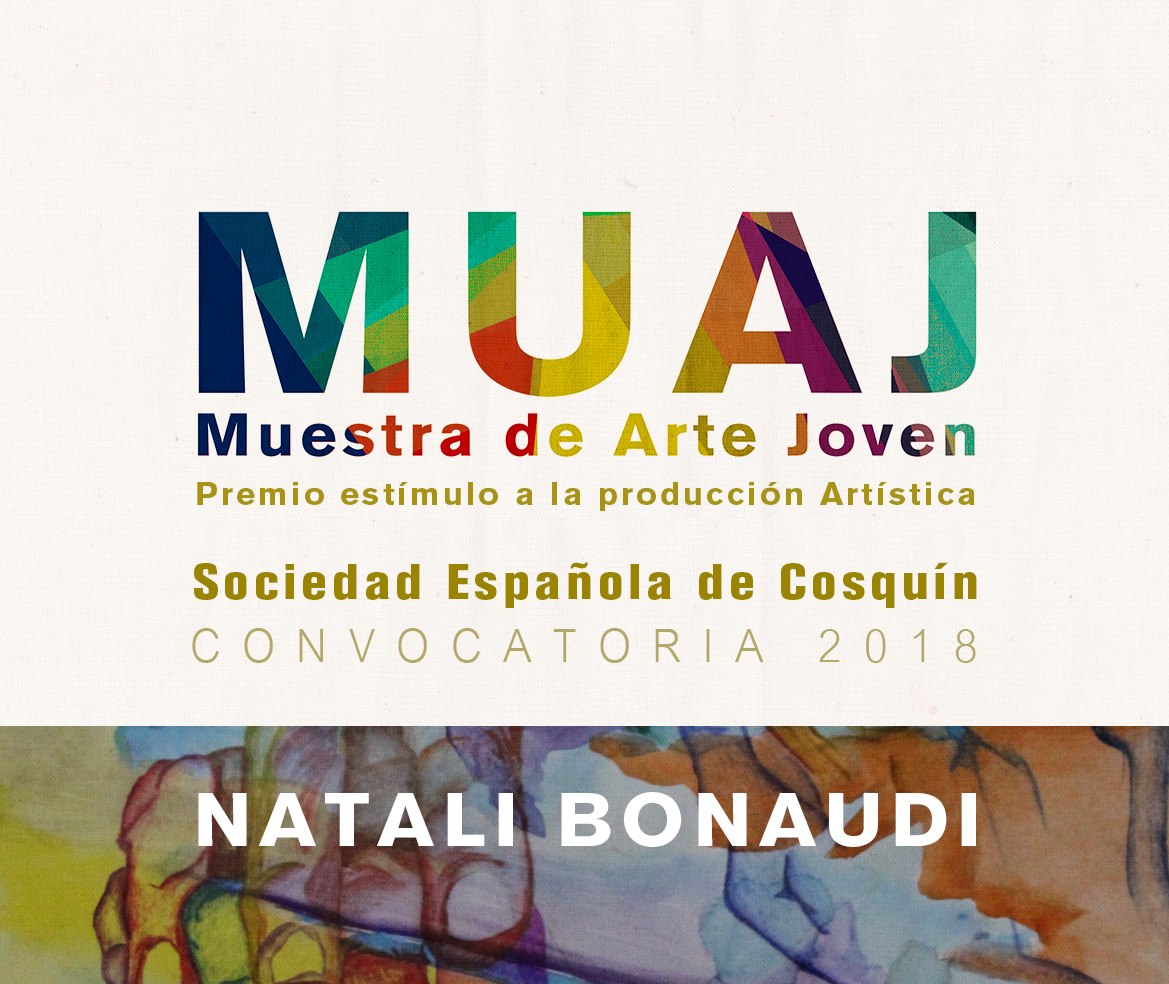 MUAJ
Muestra de Arte Joven
Premio estímulo a la producción Artística
Sociedad Española de Cosquín
CONVOCATORIA 2018
NATALI BONAUDI